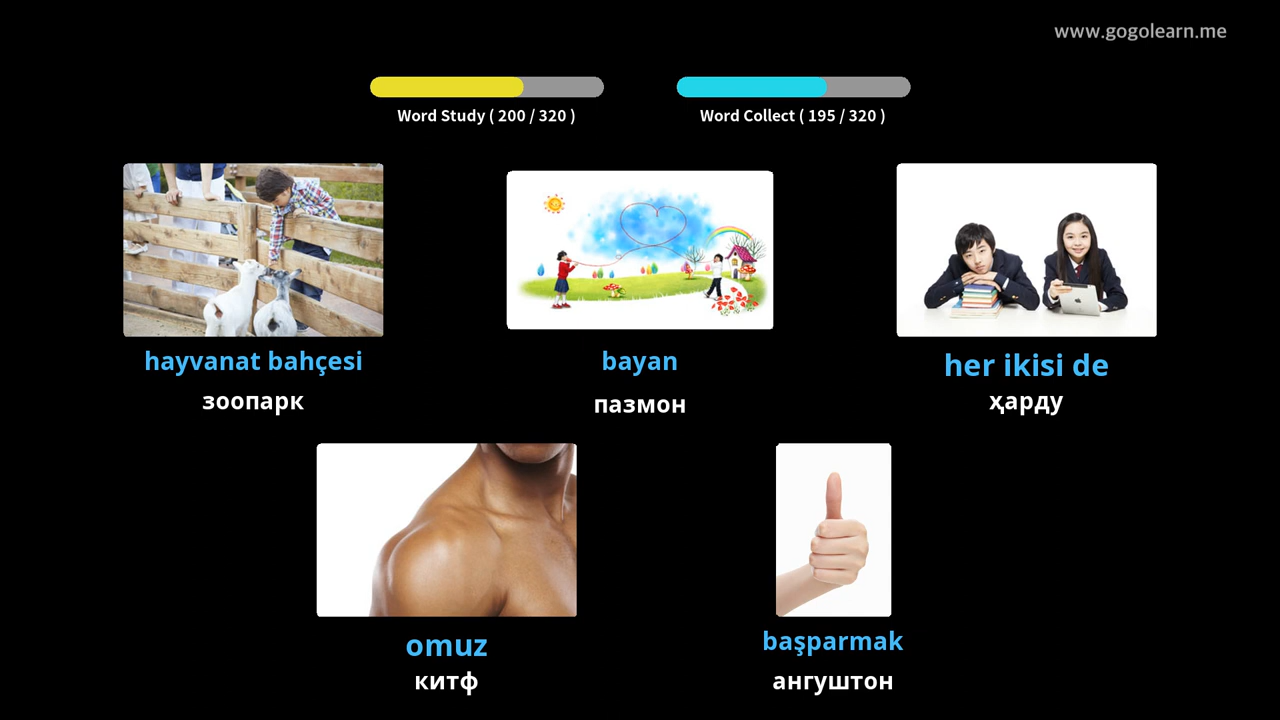 www.gogolearn.me
Word Study ( 200 / 320 )
Word Collect ( 195 / 320 )
hayvanat bahçesi
зоопарк
bayan
пазмон
her ikisi de
ҳарду
omuz
китф
başparmak
ангуштон